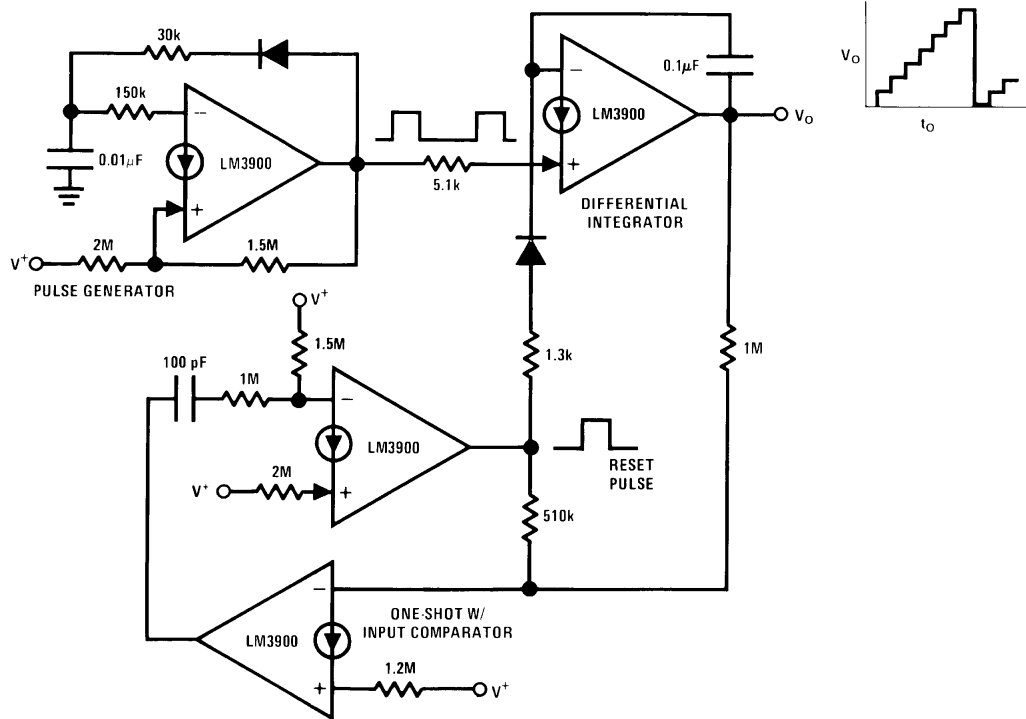 30k
150k
−
0.01μF
LM3900
+
2M
1.5M
V+
PULSE GENERATOR
5.1k
−
LM3900
+
0.1μF
VO
DIFFERENTIAL
INTEGRATOR
VO
tO
V+
1.5M
100 pF
1M
−
LM3900
2M
V+
+
1.3k
1M
RESET
PULSE
510k
−
ONE-SHOT W/
INPUT COMPARATOR
LM3900
1.2M
+
V+